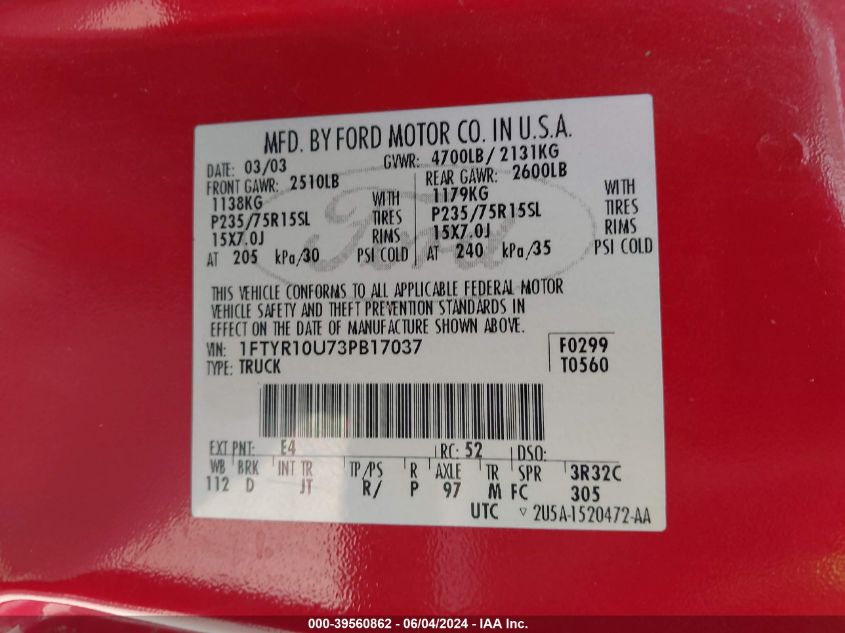 MFD. BY FORD MOTOR CO. IN U.S.A.
DATE: 03/03 GVWR: 4700LB/ 2131KG
FRONT GAWR: 2510LB REAR GAWR: 2600LB
1138KG WITH 1179KG WITH
P235/75R15SL TIRES P235/75R15SL TIRES
15X7.0J RIMS 15X7.0J RIMS
AT 205 kPa/30 PSI COLD AT 240 kPa/35 PSI COLD
Ford
THIS VEHICLE CONFORMS TO ALL APPLICABLE FEDERAL MOTOR
VEHICLE SAFETY AND THEFT PREVENTION STANDARDS IN
EFFECT ON THE DATE OF MANUFACTURE SHOWN ABOVE.
VIN: 1FTYR10U73PB17037 F0299
TYPE: TRUCK T0560
EXT PNT: E4 RC: 52 DSO:
WB BRK INT TR TP/PS R AXLE TR SPR 3R32C
112 D JT R/ P 97 M FC 305
UTC ▽ 2U5A-1520472-AA
000-39560862 - 06/04/2024 - IAA Inc.